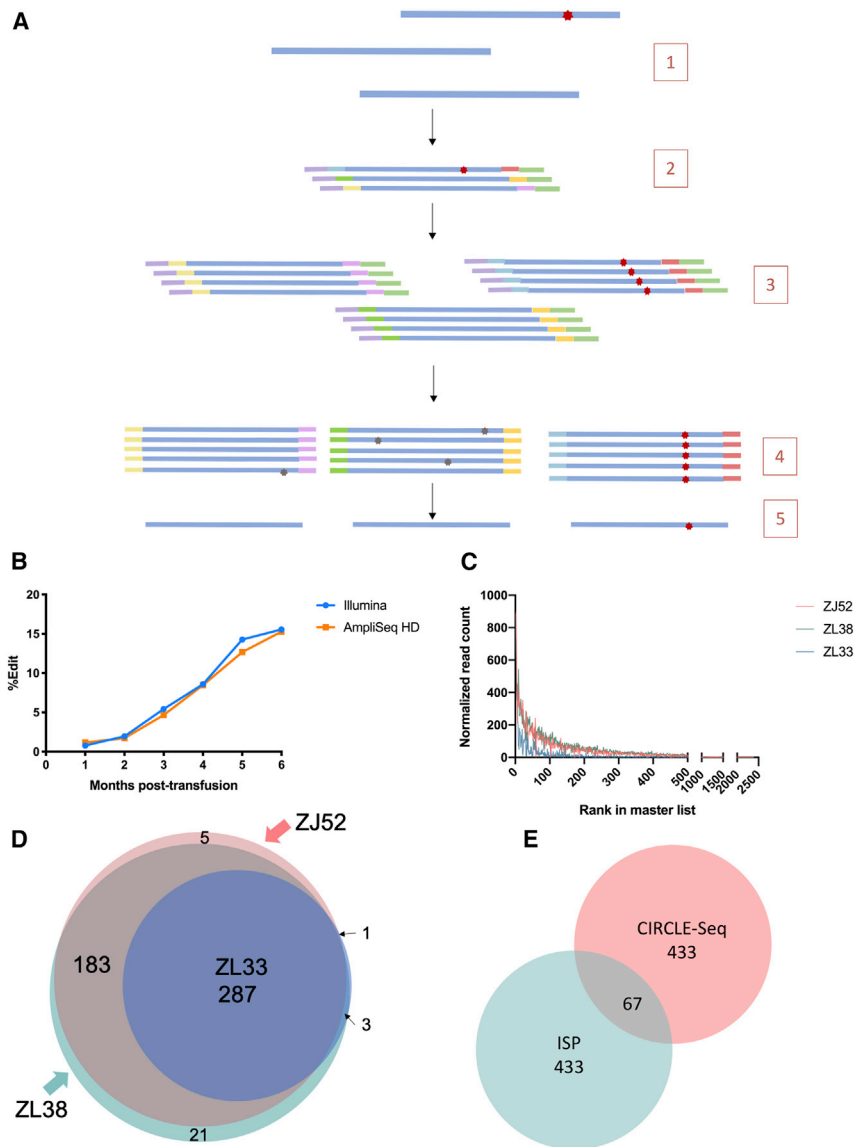 A
1
2
3
4
5
B
%Edit
20
15
10
5
0
0 1 2 3 4 5 6
Months post-transfusion
Illumina
AmpliSeq HD
C
Normalized read count
1000
800
600
400
200
0
0 100 200 300 400 500 1000 1500 2000 2500
Rank in master list
ZJ52
ZL38
ZL33
D
ZJ52
5
1
183
ZL33
287
3
ZL38
21
E
CIRCLE-Seq
433
67
ISP
433